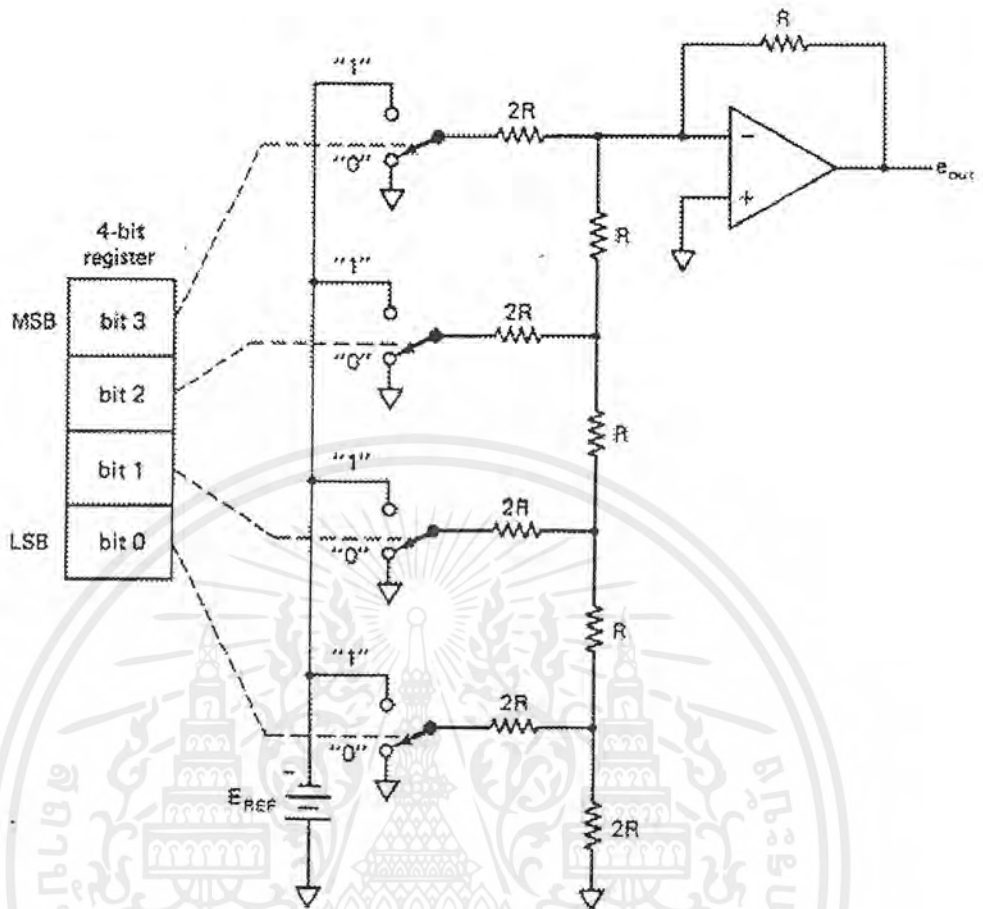 R
"1"
2R
"0"
−
+
e_out
4-bit
register
R
MSB
bit 3
"1"
2R
"0"
bit 2
R
bit 1
"1"
2R
LSB
bit 0
"0"
R
"1"
2R
"0"
E_REF
2R